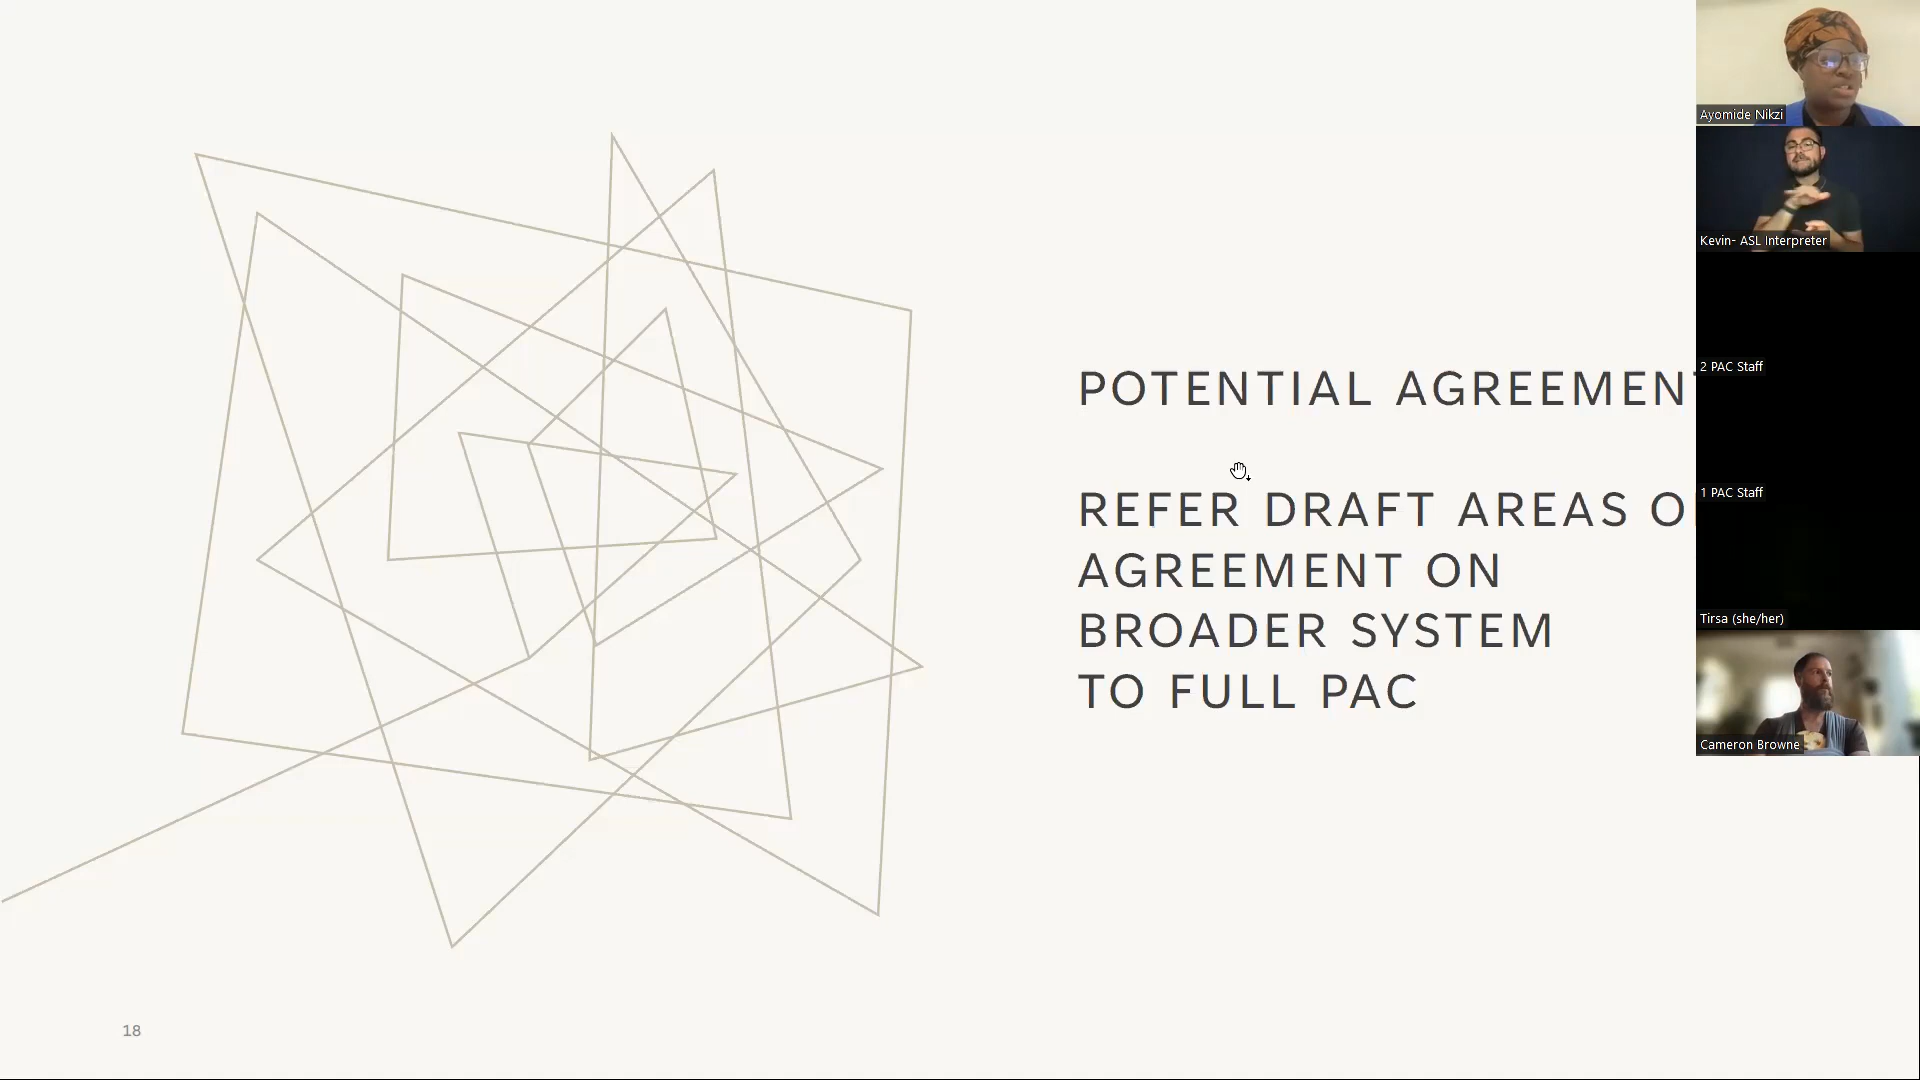 POTENTIAL AGREEMENT
REFER DRAFT AREAS O
AGREEMENT ON
BROADER SYSTEM
TO FULL PAC
18
Ayomide Nikzi
Kevin- ASL Interpreter
2 PAC Staff
1 PAC Staff
Tirsa (she/her)
Cameron Browne